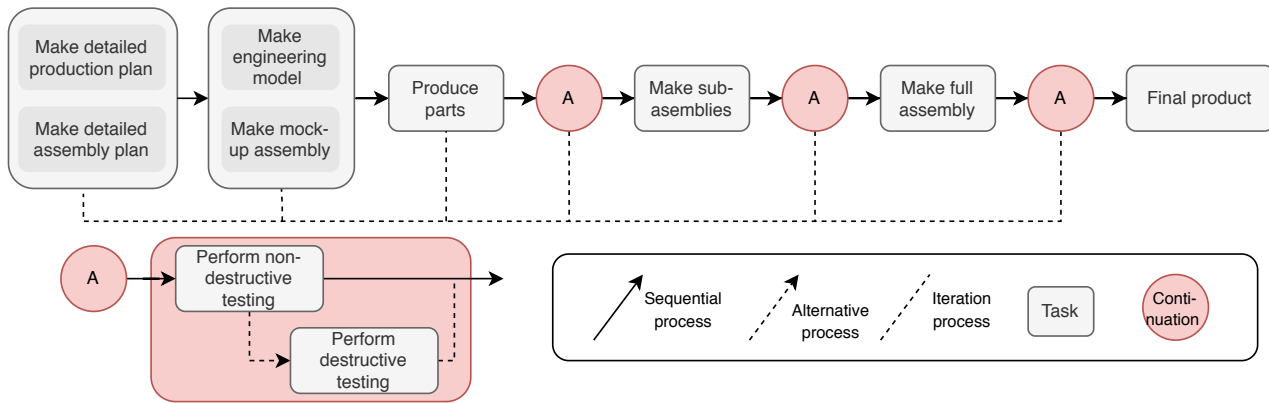 Make detailed
production plan
Make detailed
assembly plan
Make
engineering
model
Make mock-
up assembly
Produce
parts
A
Make sub-
asemblies
A
Make full
assembly
A
Final product
A
Perform non-
destructive
testing
Perform
destructive
testing
Sequential
process
Alternative
process
Iteration
process
Task
Conti-
nuation